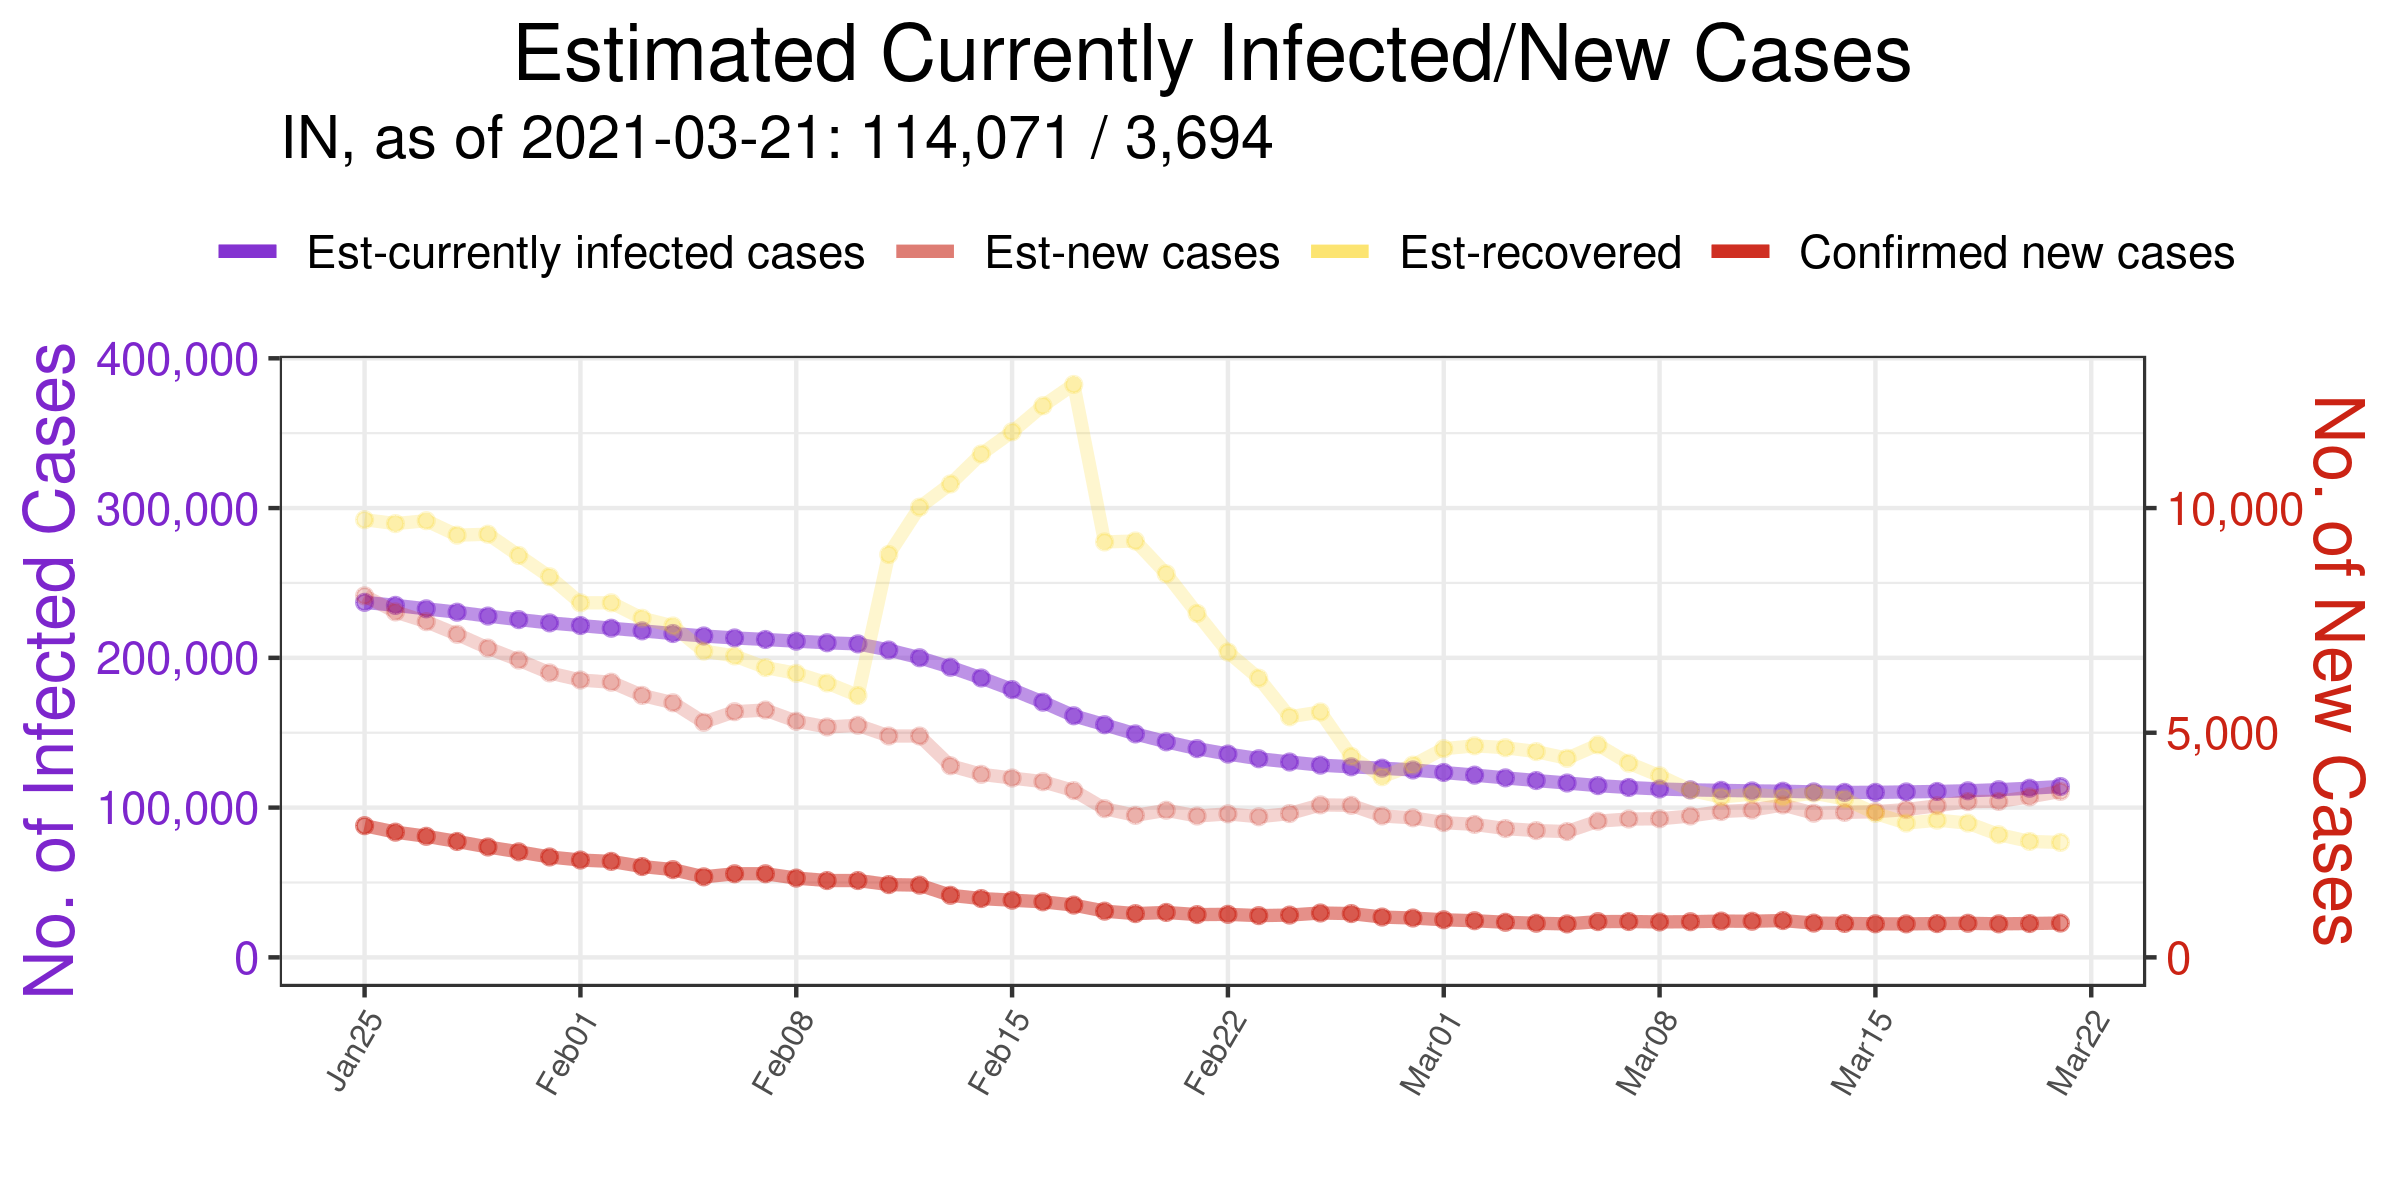 Estimated Currently Infected/New Cases
IN, as of 2021-03-21: 114,071 / 3,694
Est-currently infected cases
Est-new cases
Est-recovered
Confirmed new cases
No. of Infected Cases
400,000
300,000
200,000
100,000
0
10,000
5,000
0
No. of New Cases
Jan25
Feb01
Feb08
Feb15
Feb22
Mar01
Mar08
Mar15
Mar22